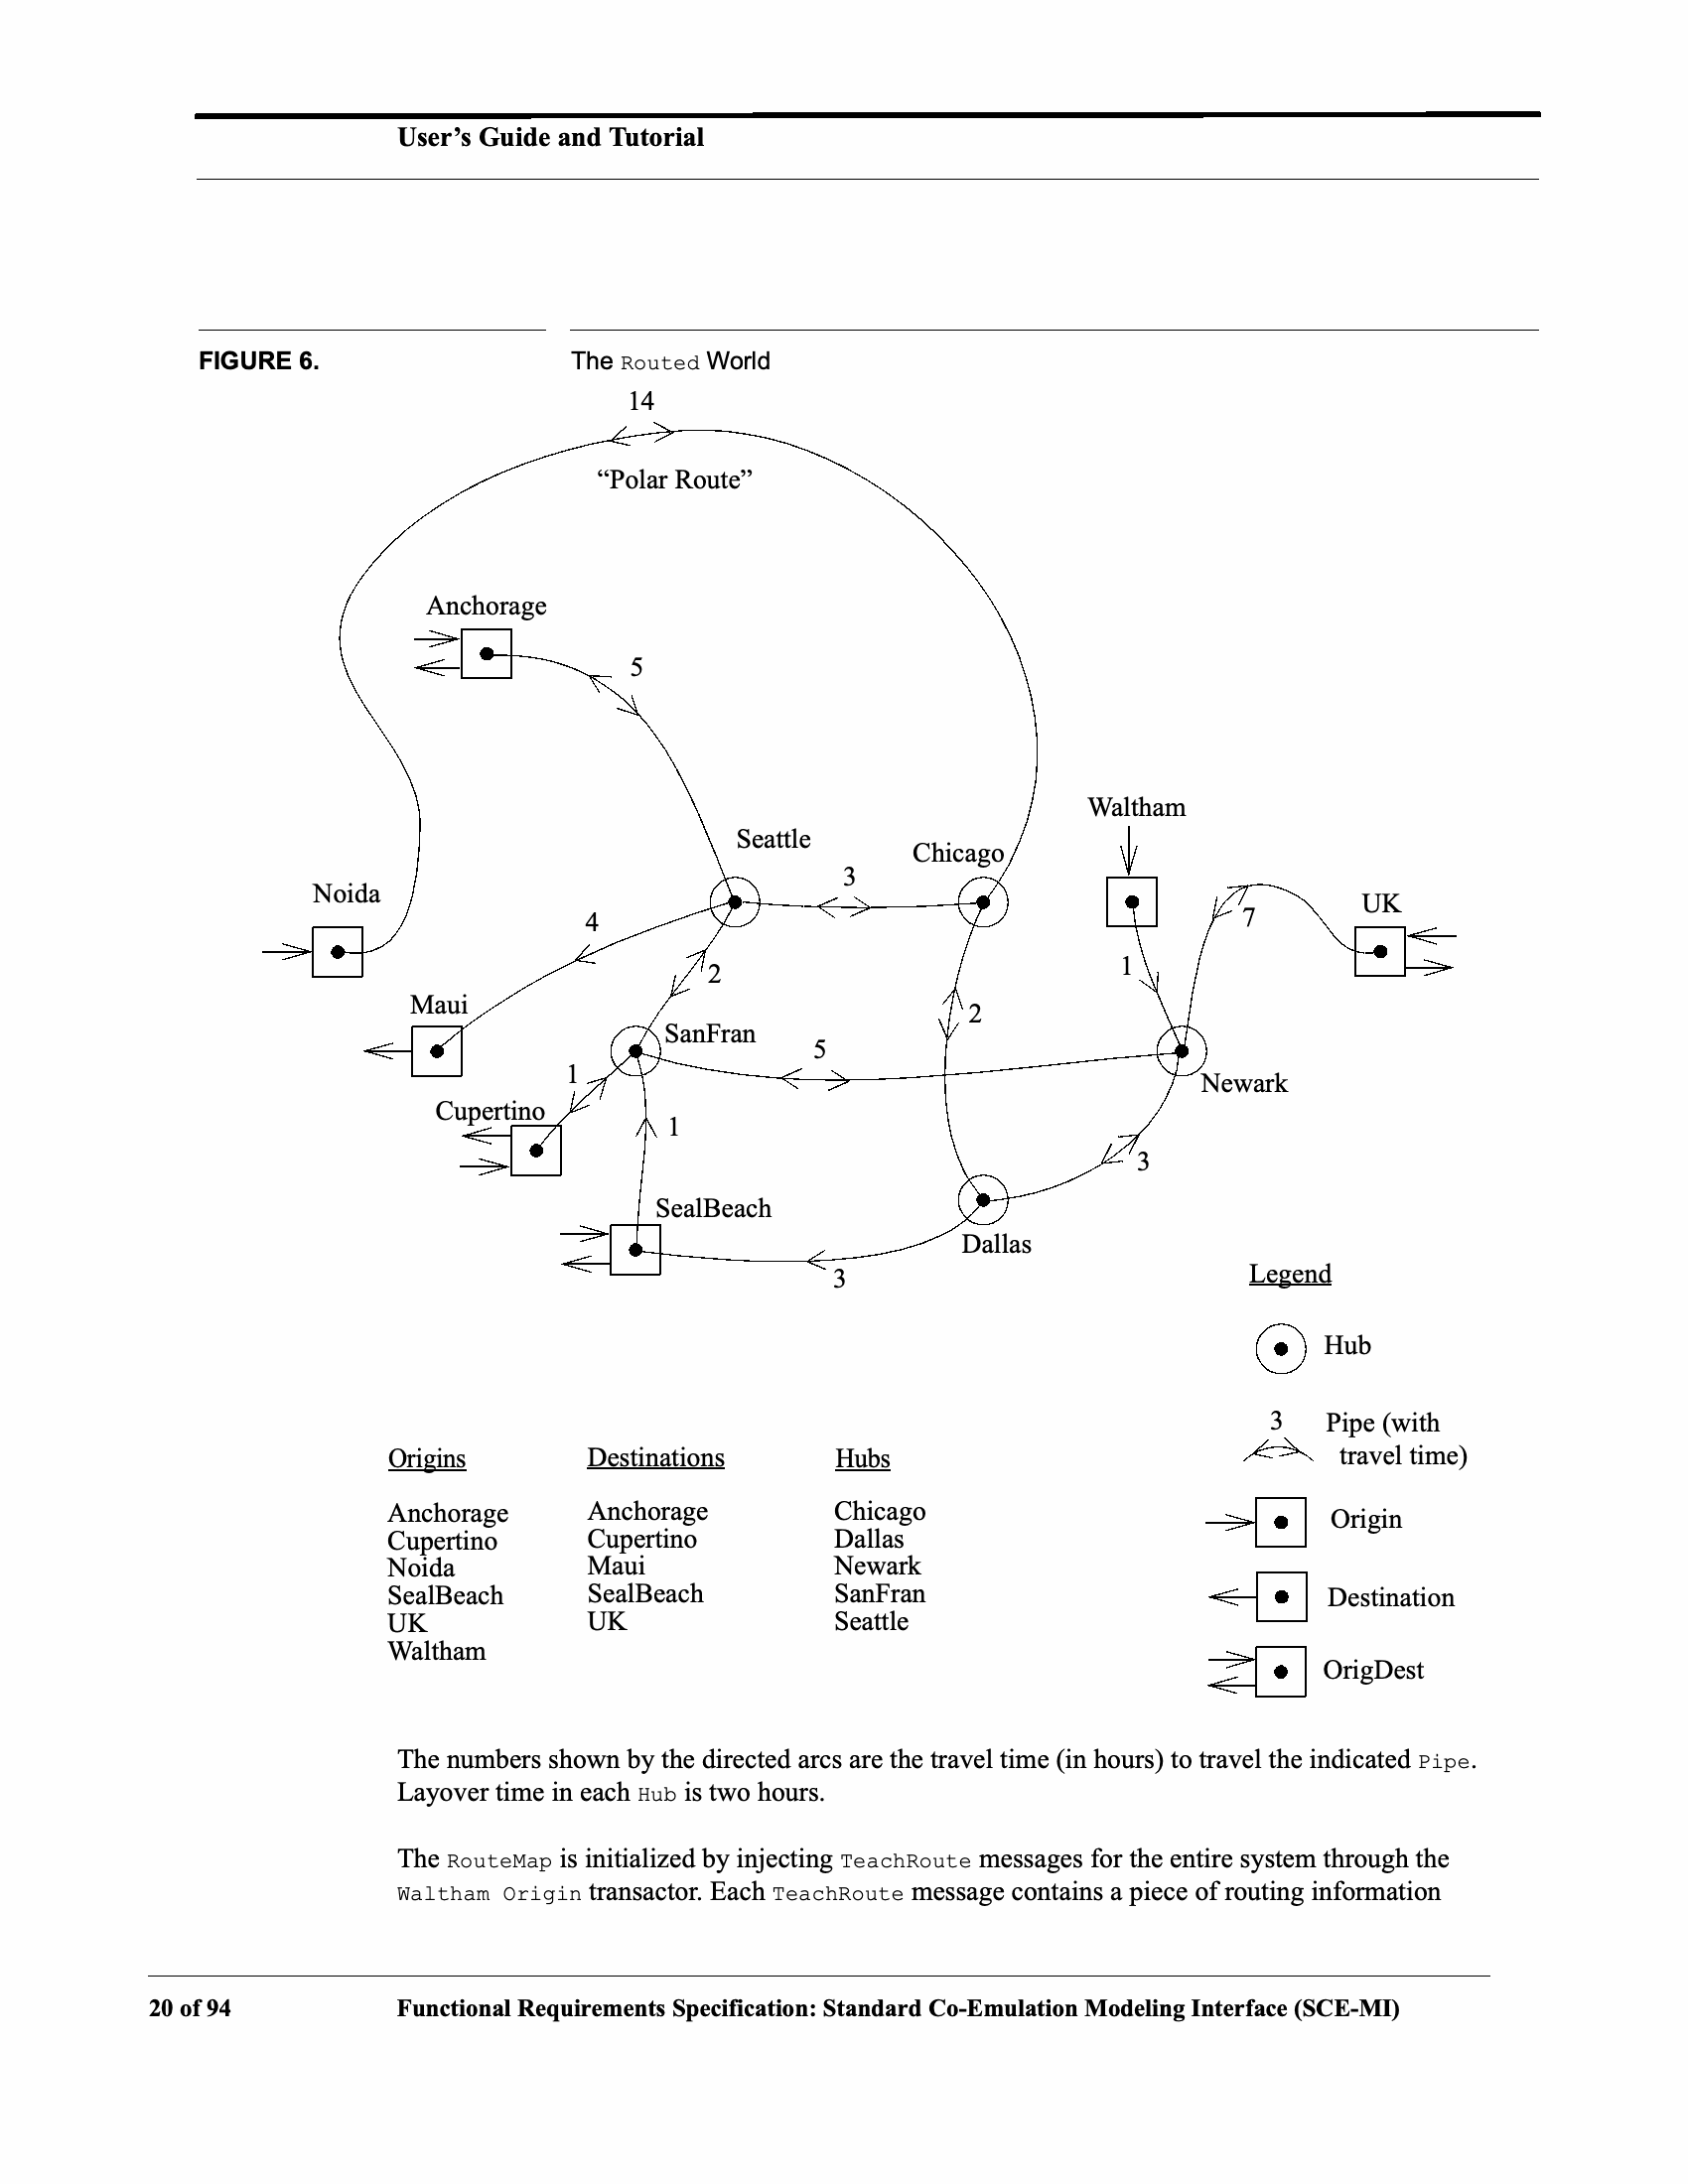 User's Guide and Tutorial
FIGURE 6.
The Routed World
14
“Polar Route”
Anchorage
5
Waltham
Seattle
Chicago
3
Noida
UK
4
7
2
1
Maui
2
SanFran
5
1
Newark
Cupertino
1
3
SealBeach
Dallas
3
Legend
Hub
3
Pipe (with
travel time)
Origin
Destination
OrigDest
Origins
Anchorage
Cupertino
Noida
SealBeach
UK
Waltham
Destinations
Anchorage
Cupertino
Maui
SealBeach
UK
Hubs
Chicago
Dallas
Newark
SanFran
Seattle
The numbers shown by the directed arcs are the travel time (in hours) to travel the indicated Pipe.
Layover time in each Hub is two hours.
The RouteMap is initialized by injecting TeachRoute messages for the entire system through the
Waltham Origin transactor. Each TeachRoute message contains a piece of routing information
20 of 94
Functional Requirements Specification: Standard Co-Emulation Modeling Interface (SCE-MI)